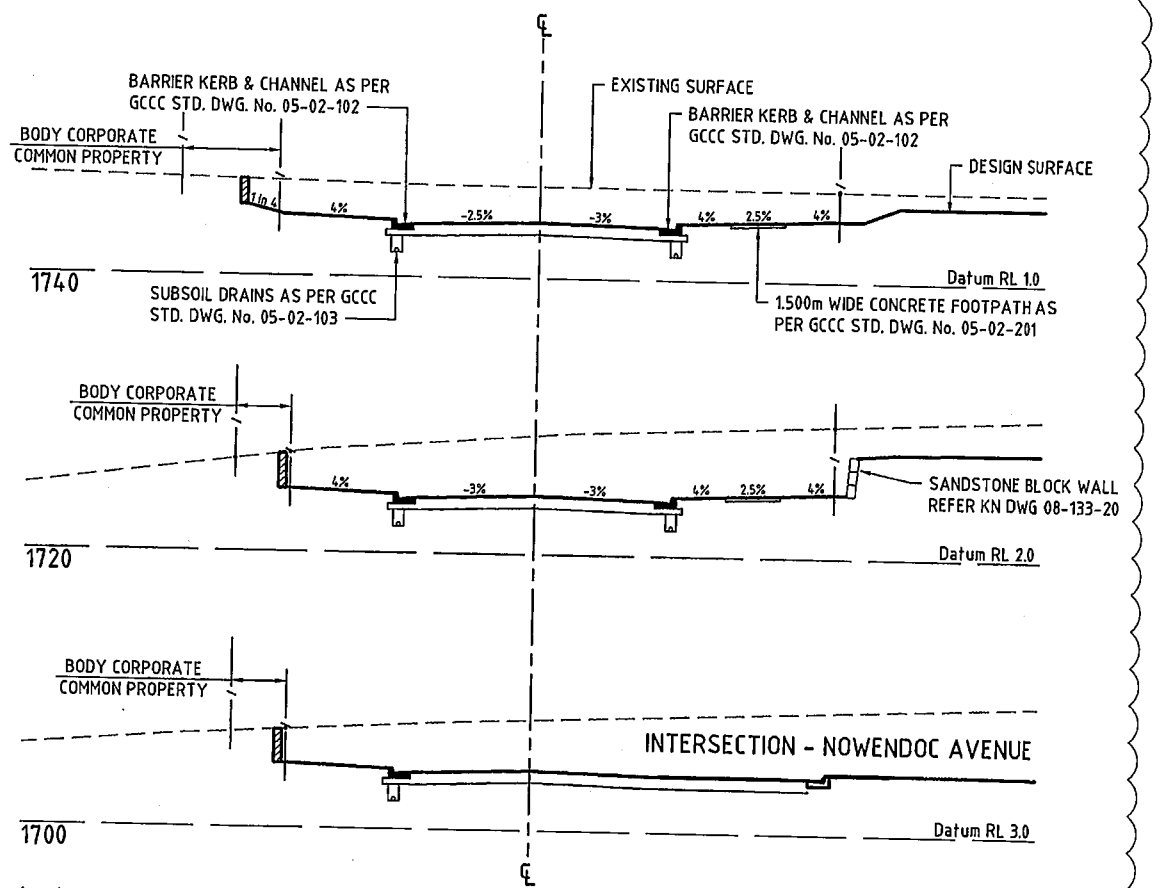 ℄
BARRIER KERB & CHANNEL AS PER
GCCC STD. DWG. No. 05-02-102
EXISTING SURFACE
BARRIER KERB & CHANNEL AS PER
GCCC STD. DWG. No. 05-02-102
BODY CORPORATE
COMMON PROPERTY
DESIGN SURFACE
1 in 4
4%
-2.5%
-3%
4%
2.5%
4%
1740
Datum RL 1.0
SUBSOIL DRAINS AS PER GCCC
STD. DWG. No. 05-02-103
1.500m WIDE CONCRETE FOOTPATH AS
PER GCCC STD. DWG. No. 05-02-201
BODY CORPORATE
COMMON PROPERTY
4%
-3%
-3%
4%
2.5%
4%
SANDSTONE BLOCK WALL
REFER KN DWG 08-133-20
1720
Datum RL 2.0
BODY CORPORATE
COMMON PROPERTY
INTERSECTION - NOWENDOC AVENUE
1700
Datum RL 3.0
℄